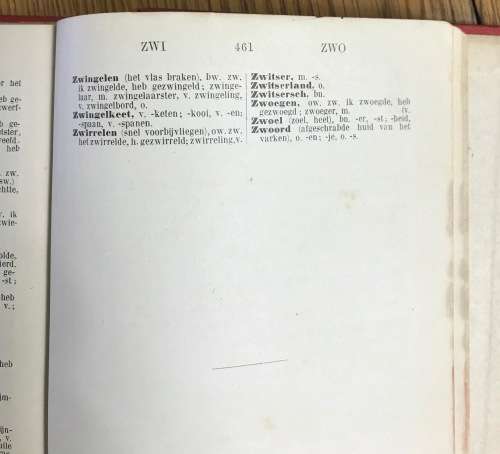 ZWI 461 ZWO
Zwingelen (het vlas braken), bw. zw.
ik zwingelde, heb gezwingeld; zwinge-
laar, m. zwingelaarster, v. zwingeling,
v. zwingelbord, o.
Zwingelkeet, v. -keten; -kooi, v. -en;
-spaan, v. -spanen.
Zwirrelen (snel voorbijvliegen), ow. zw.
het zwirrelde, h. gezwirreld; zwirreling, v.
Zwitser, m. -s.
Zwitserland, o.
Zwitsersch, bn.
Zwoegen, ow. zw. ik zwoegde, heb
gezwoegd; zwoeger, m. [v.
Zwoel (zoel, heet), bn. -er, -st; -heid,
Zwoord (afgeschrabde huid van het
varken), o. -en; -je, o. -s.